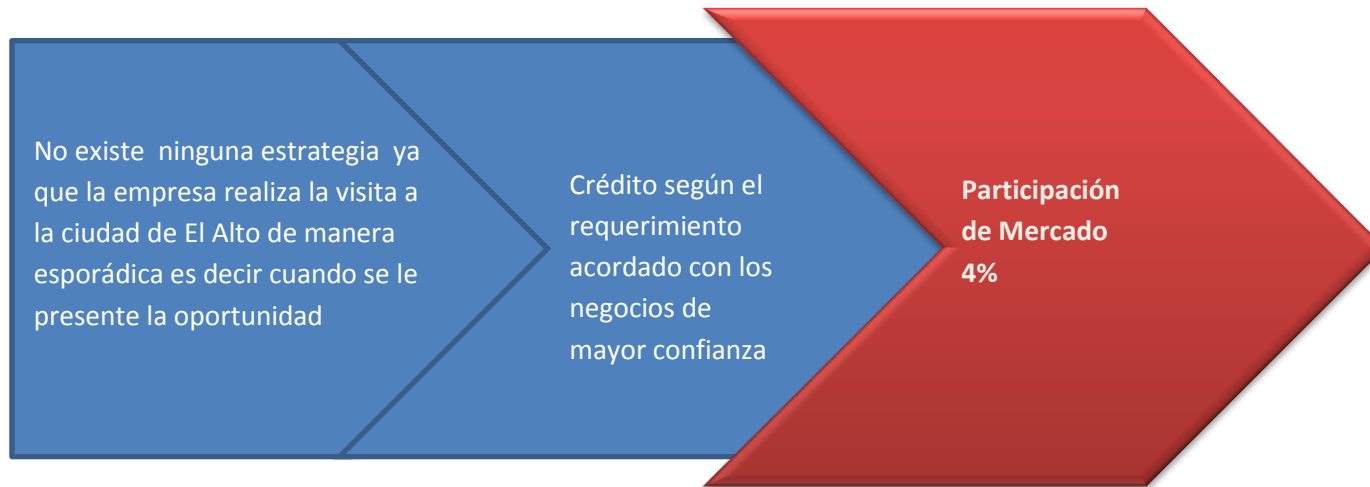 No existe ninguna estrategia ya
que la empresa realiza la visita a
la ciudad de El Alto de manera
esporádica es decir cuando se le
presente la oportunidad
Crédito según el
requerimiento
acordado con los
negocios de
mayor confianza
Participación
de Mercado
4%